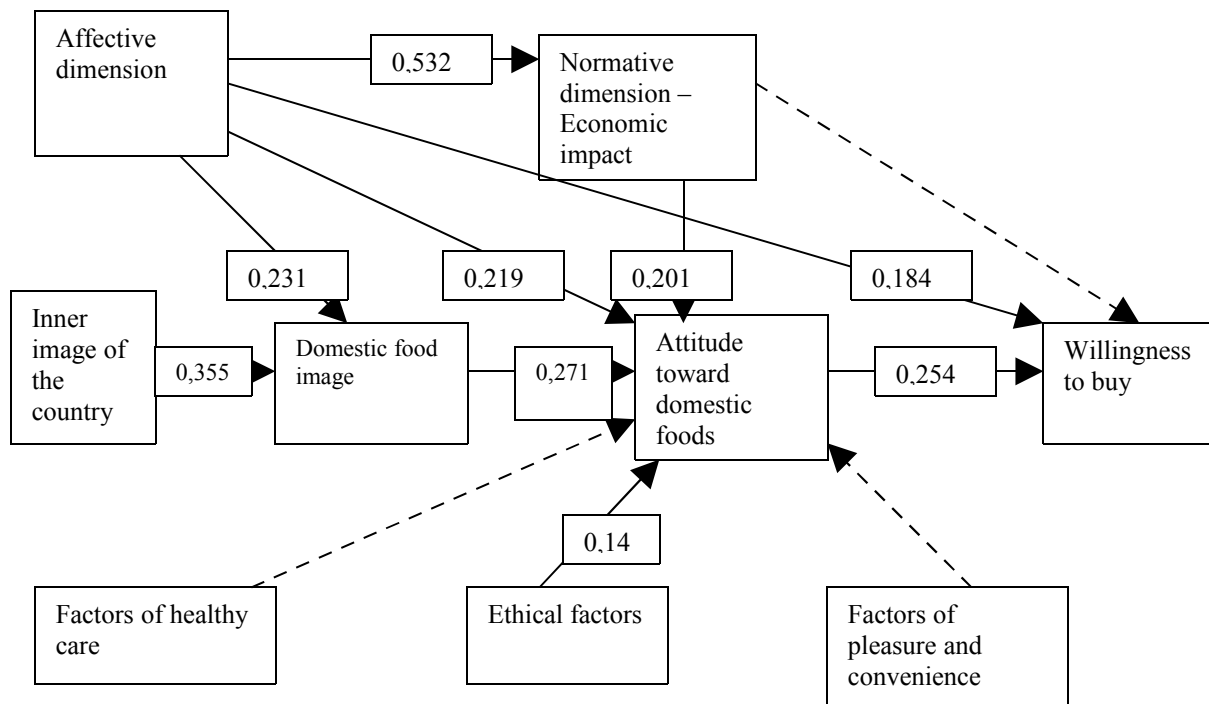 Affective
dimension
0,532
Normative
dimension –
Economic
impact
0,231
0,219
0,201
0,184
Inner
image of
the
country
0,355
Domestic food
image
0,271
Attitude
toward
domestic
foods
0,254
Willingness
to buy
0,14
Factors of healthy
care
Ethical factors
Factors of
pleasure and
convenience